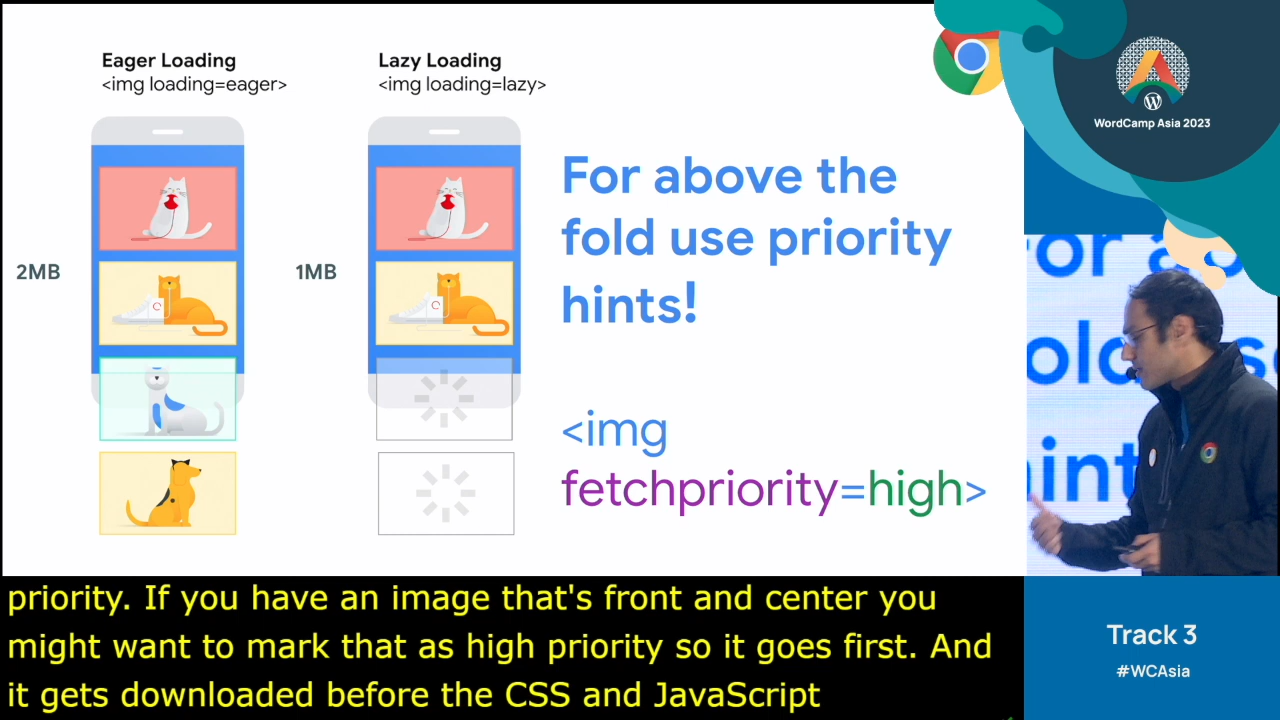 Eager Loading
<img loading=eager>
Lazy Loading
<img loading=lazy>
2MB
1MB
For above the
fold use priority
hints!
<img
fetchpriority=high>
WordCamp Asia 2023
Track 3
#WCAsia
priority. If you have an image that's front and center you
might want to mark that as high priority so it goes first. And
it gets downloaded before the CSS and JavaScript